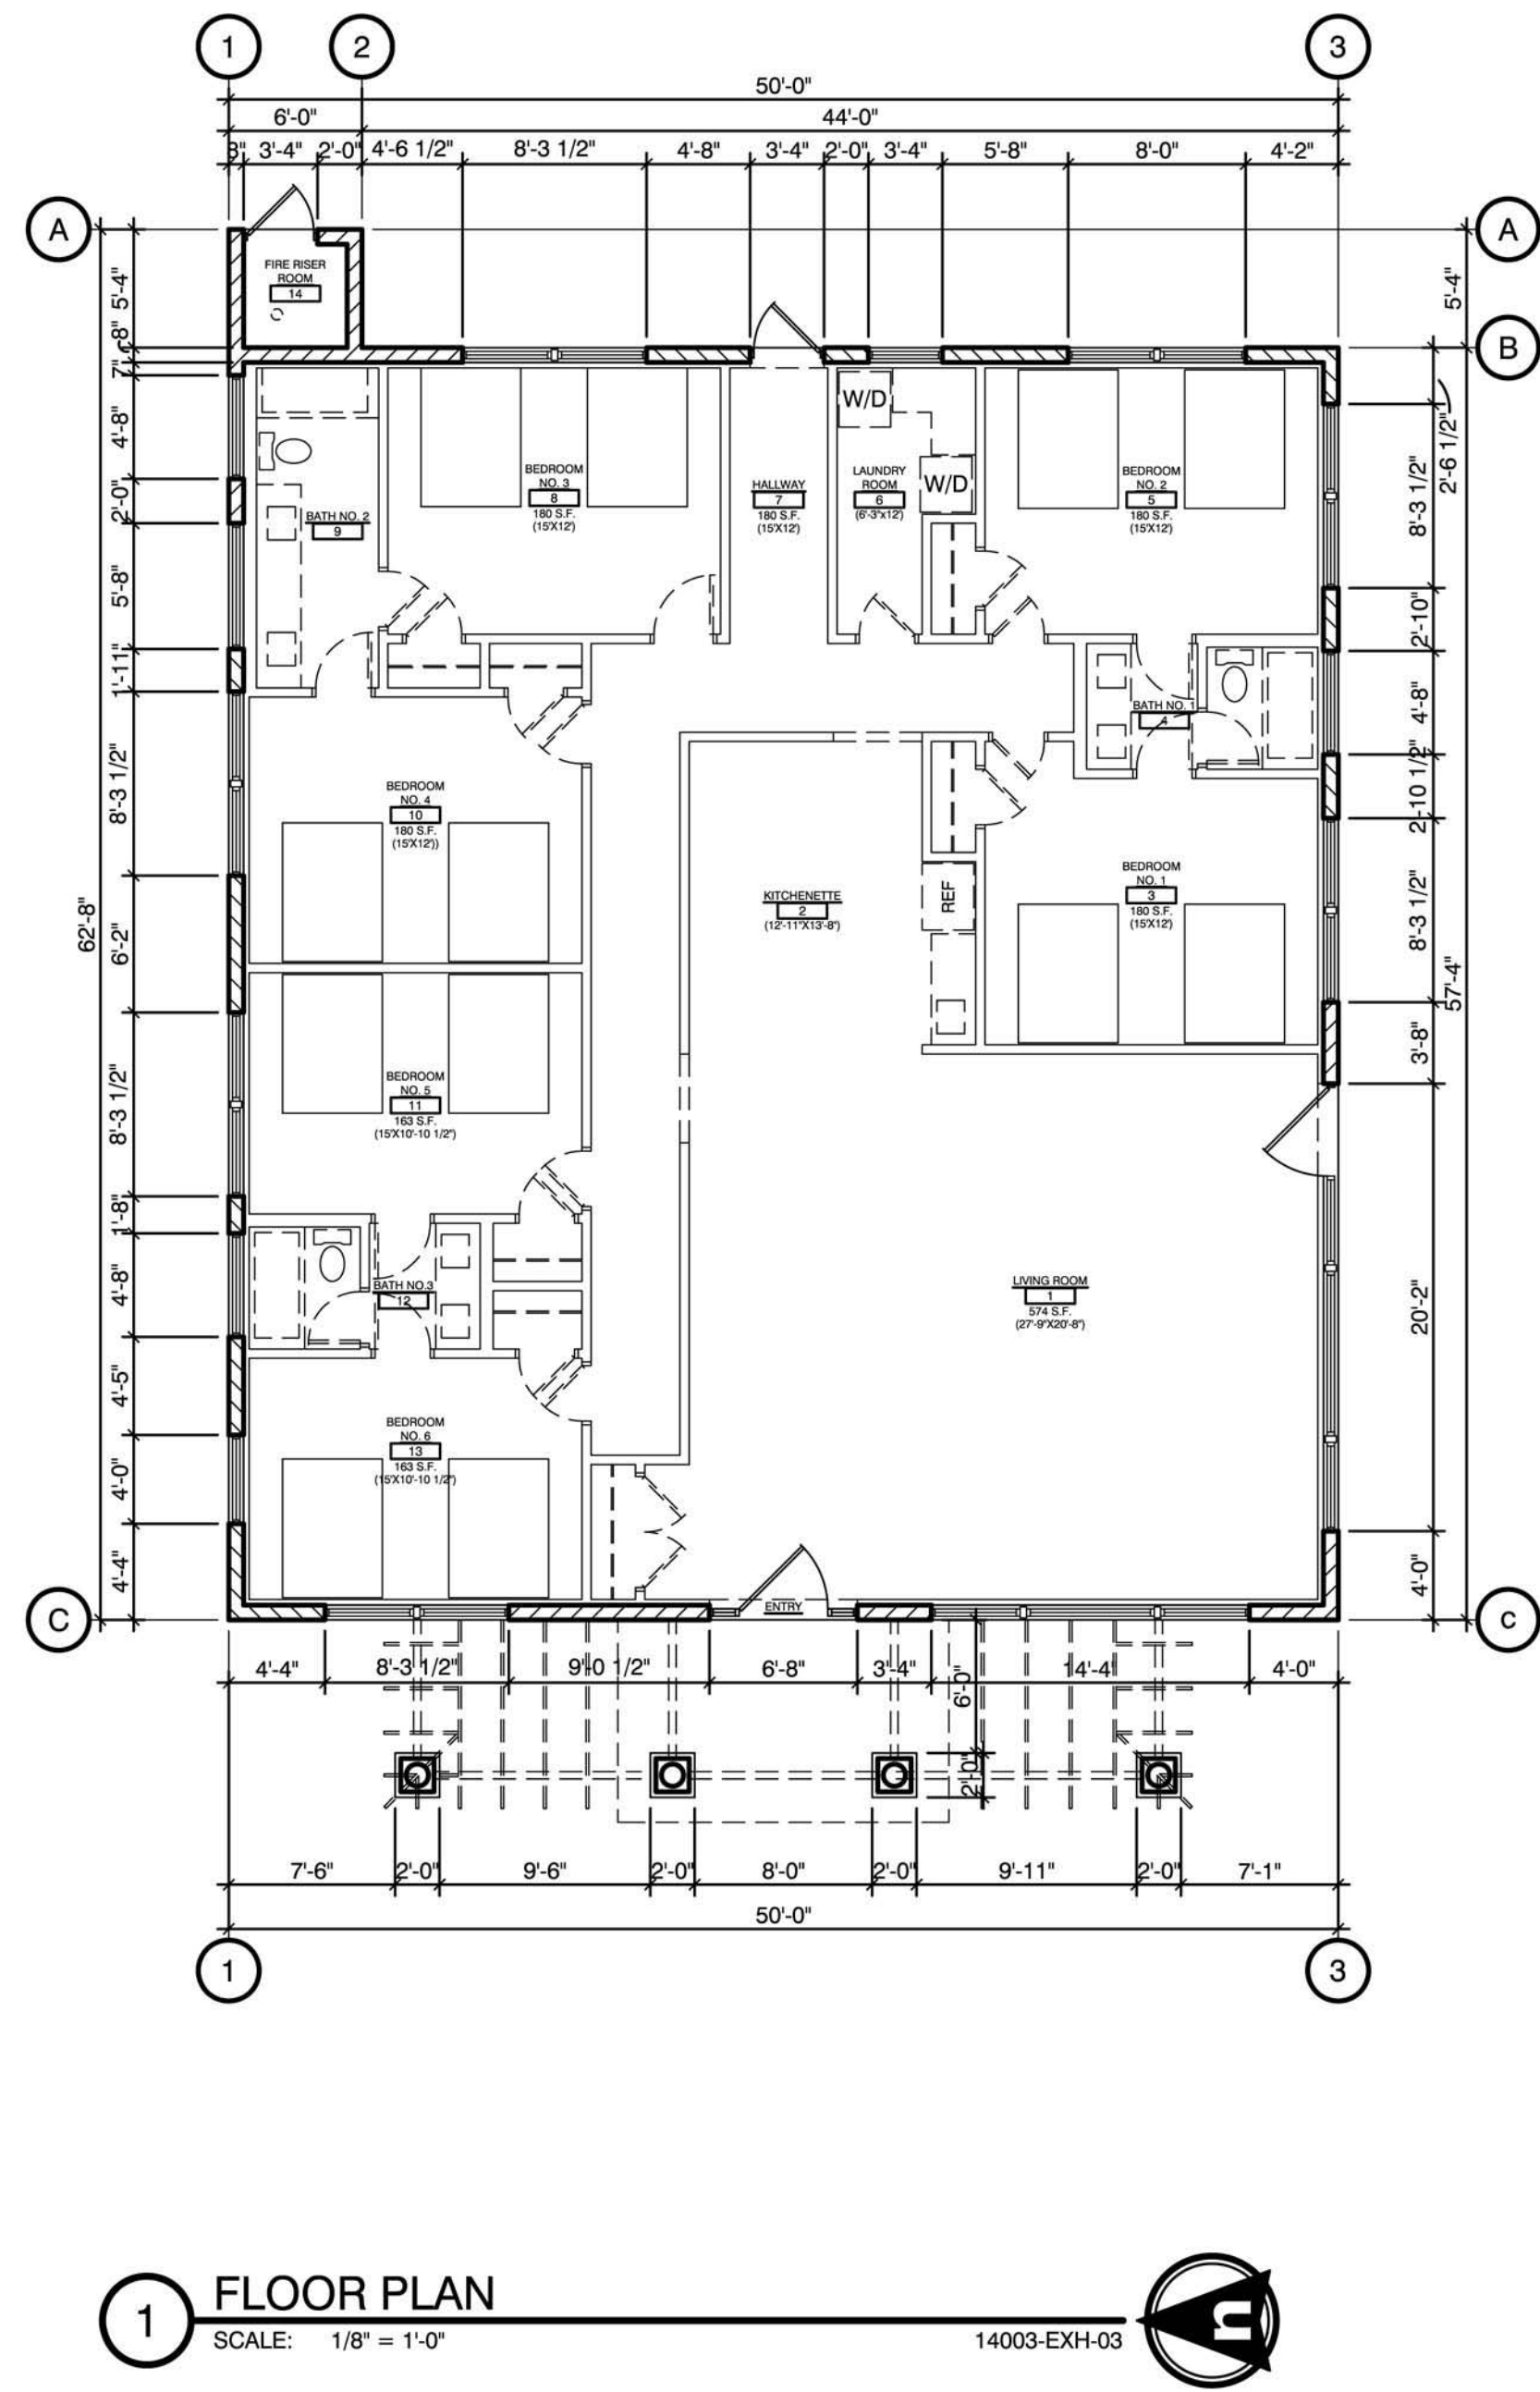 1
2
3
50'-0"
6'-0"
44'-0"
8"
3'-4"
2'-0"
4'-6 1/2"
8'-3 1/2"
4'-8"
3'-4"
2'-0"
3'-4"
5'-8"
8'-0"
4'-2"
A
A
B
C
c
62'-8"
5'-4"
8"
7"
4'-8"
2'-0"
5'-8"
1'-11"
8'-3 1/2"
6'-2"
8'-3 1/2"
1'-8"
4'-8"
4'-5"
4'-0"
4'-4"
FIRE RISER
ROOM
14
BATH NO. 2
9
BEDROOM
NO. 3
8
180 S.F.
(15'X12')
HALLWAY
7
180 S.F.
(15'X12')
W/D
LAUNDRY
ROOM
6
(6'-3"x12')
W/D
BEDROOM
NO. 2
5
180 S.F.
(15'X12')
BATH NO. 1
4
BEDROOM
NO. 4
10
180 S.F.
(15'X12'))
KITCHENETTE
2
(12'-11"X13'-8")
REF
BEDROOM
NO. 1
3
180 S.F.
(15'X12')
BEDROOM
NO. 5
11
163 S.F.
(15'X10'-10 1/2")
BATH NO.3
12
LIVING ROOM
1
574 S.F.
(27'-9"X20'-8")
BEDROOM
NO. 6
13
163 S.F.
(15'X10'-10 1/2")
ENTRY
5'-4"
2'-6 1/2"
8'-3 1/2"
2'-10"
4'-8"
2'-10 1/2"
8'-3 1/2"
57'-4"
3'-8"
20'-2"
4'-0"
4'-4"
8'-3 1/2"
9'-0 1/2"
6'-8"
3'-4"
14'-4"
4'-0"
6'-0"
2'-0"
7'-6"
2'-0"
9'-6"
2'-0"
8'-0"
2'-0"
9'-11"
2'-0"
7'-1"
50'-0"
1
3
1
FLOOR PLAN
SCALE: 1/8" = 1'-0"
14003-EXH-03
n